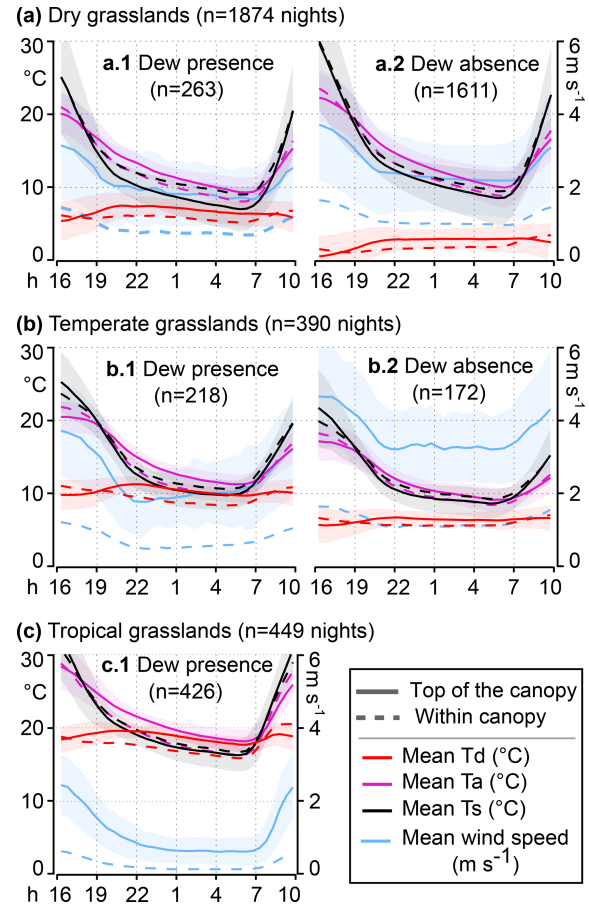 (a) Dry grasslands (n=1874 nights)
30
°C
20
10
0
a.1 Dew presence
(n=263)
a.2 Dew absence
(n=1611)
6
4
2
0
m s-1
h 16 19 22 1 4 7 10 16 19 22 1 4 7 10
(b) Temperate grasslands (n=390 nights)
30
°C
20
10
0
b.1 Dew presence
(n=218)
b.2 Dew absence
(n=172)
6
4
2
0
m s-1
h 16 19 22 1 4 7 10 16 19 22 1 4 7 10
(c) Tropical grasslands (n=449 nights)
30
°C
20
10
0
c.1 Dew presence
(n=426)
6
4
2
0
m s-1
h 16 19 22 1 4 7 10
Top of the canopy
Within canopy
Mean Td (°C)
Mean Ta (°C)
Mean Ts (°C)
Mean wind speed
(m s-1)